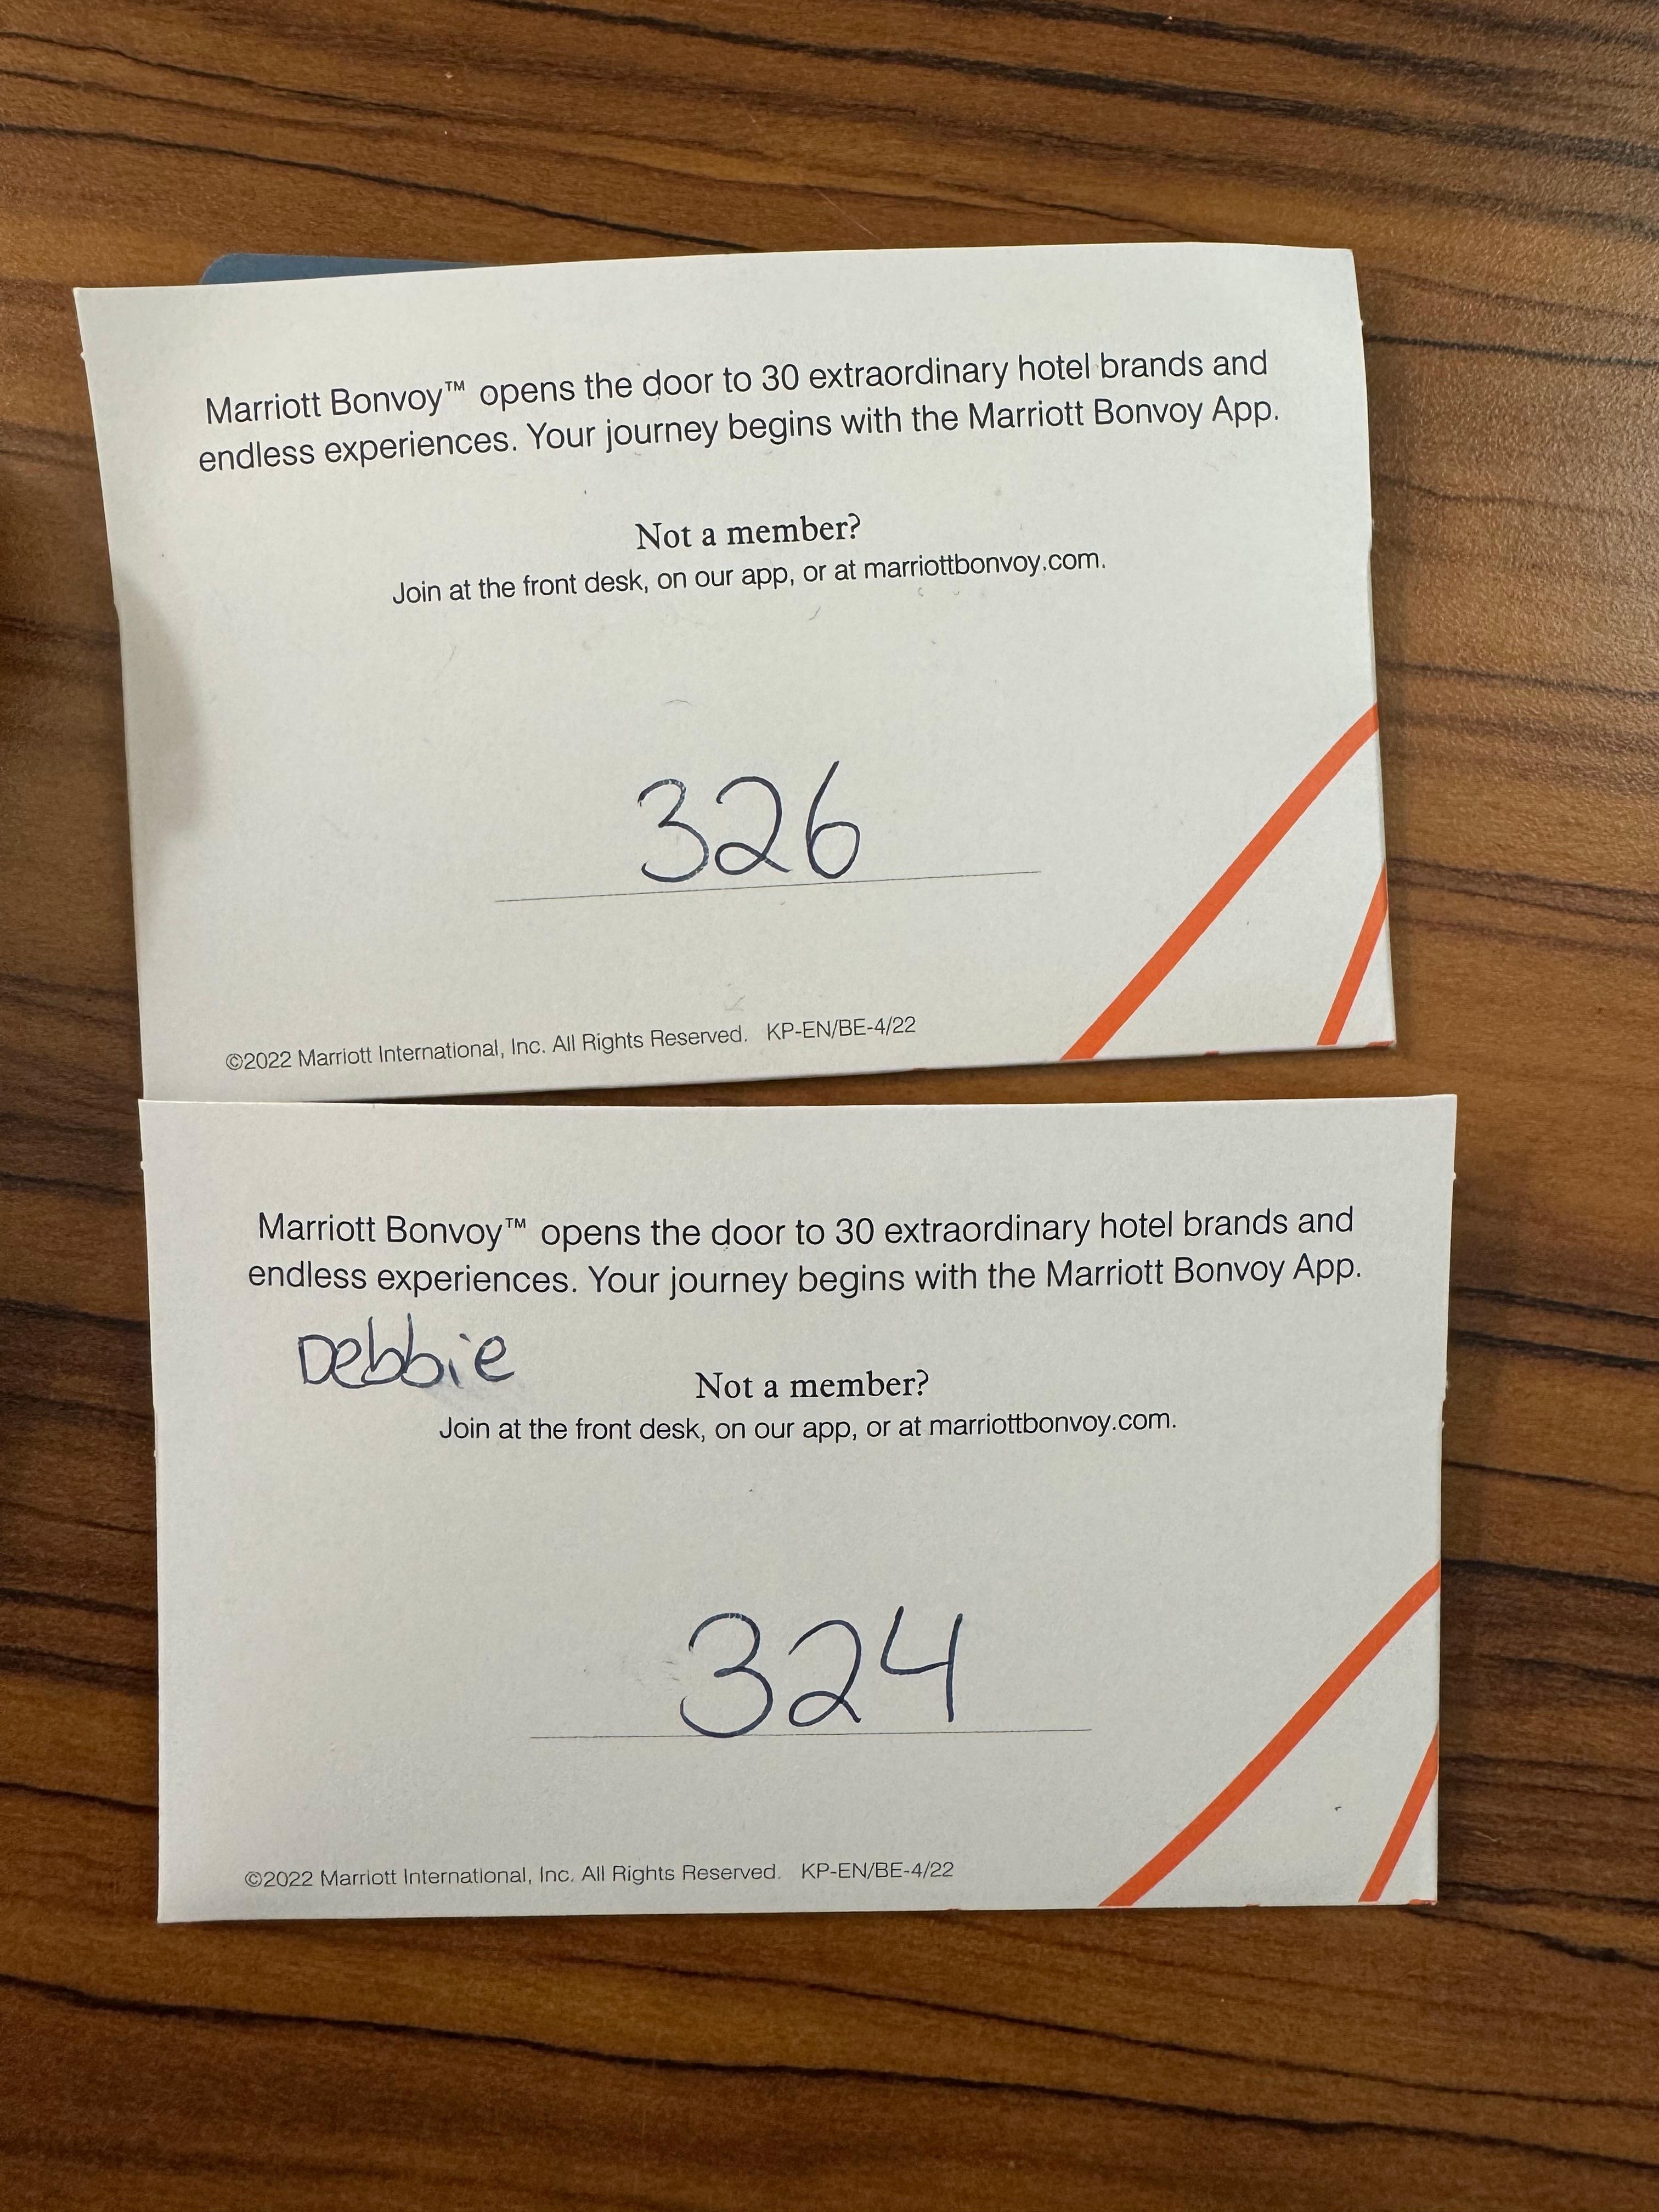 Marriott Bonvoy™ opens the door to 30 extraordinary hotel brands and
endless experiences. Your journey begins with the Marriott Bonvoy App.
Not a member?
Join at the front desk, on our app, or at marriottbonvoy.com.
326
©2022 Marriott International, Inc. All Rights Reserved. KP-EN/BE-4/22
Marriott Bonvoy™ opens the door to 30 extraordinary hotel brands and
endless experiences. Your journey begins with the Marriott Bonvoy App.
Debbie
Not a member?
Join at the front desk, on our app, or at marriottbonvoy.com.
324
©2022 Marriott International, Inc. All Rights Reserved. KP-EN/BE-4/22